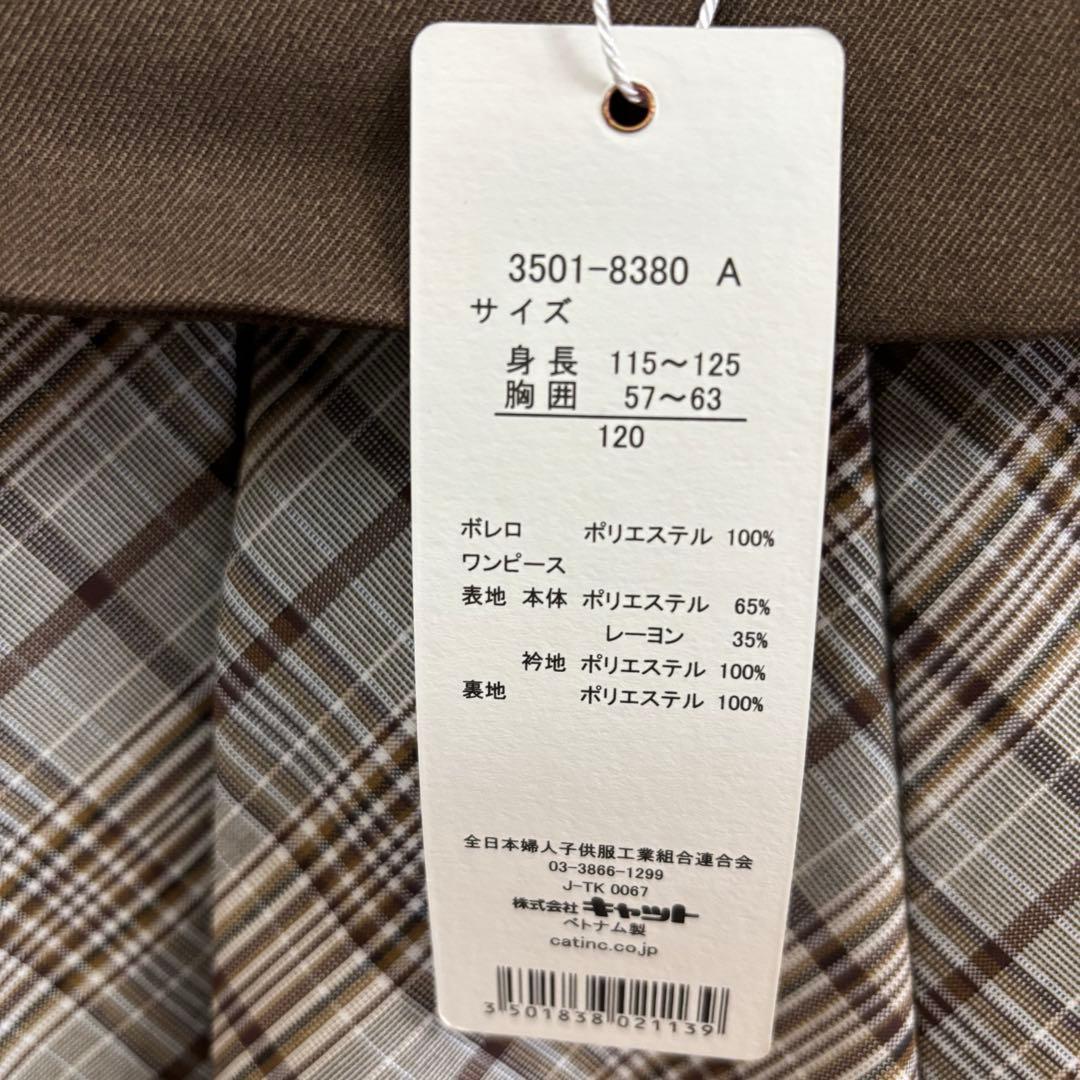 3501-8380 A
サイズ
身長 115～125
胸囲 57～63
120
ボレロ ポリエステル 100%
ワンピース
表地 本体 ポリエステル 65%
レーヨン 35%
衿地 ポリエステル 100%
裏地 ポリエステル 100%
全日本婦人子供服工業組合連合会
03-3866-1299
J-TK 0067
株式会社キャット
ベトナム製
catinc.co.jp
3 501838 021139